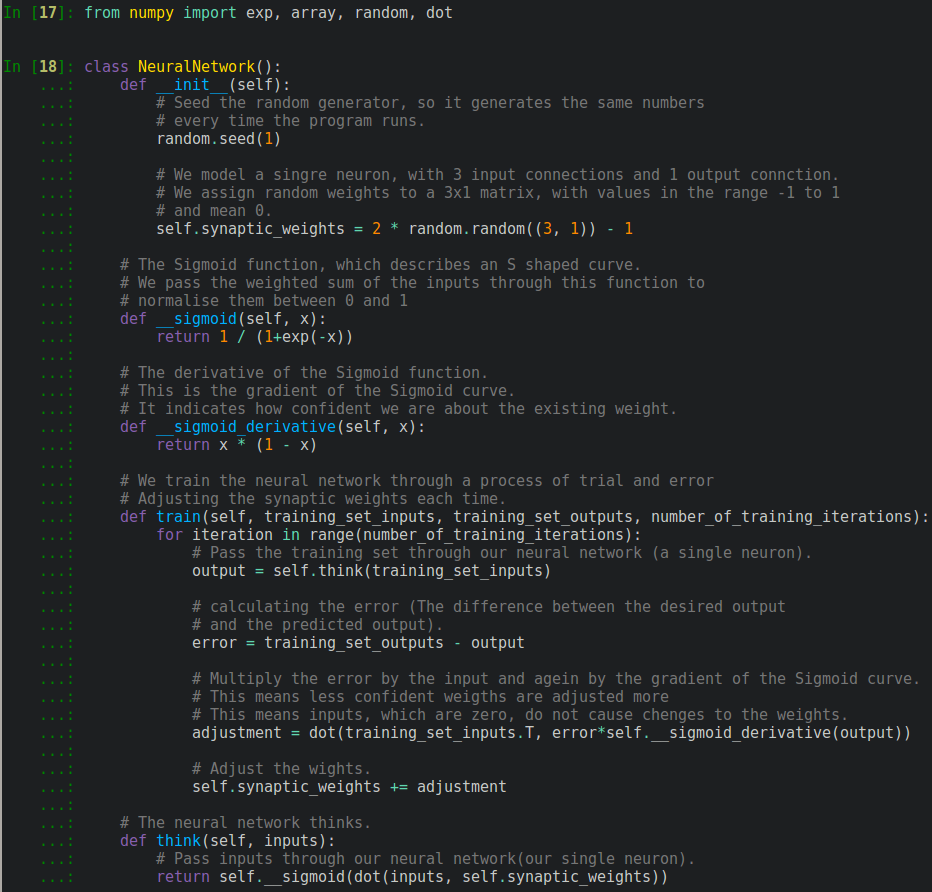 In [17]: from numpy import exp, array, random, dot
In [18]: class NeuralNetwork():
...: def __init__(self):
...: # Seed the random generator, so it generates the same numbers
...: # every time the program runs.
...: random.seed(1)
...:
...: # We model a singre neuron, with 3 input connections and 1 output connction.
...: # We assign random weights to a 3x1 matrix, with values in the range -1 to 1
...: # and mean 0.
...: self.synaptic_weights = 2 * random.random((3, 1)) - 1
...:
...: # The Sigmoid function, which describes an S shaped curve.
...: # We pass the weighted sum of the inputs through this function to
...: # normalise them between 0 and 1
...: def __sigmoid(self, x):
...: return 1 / (1+exp(-x))
...:
...: # The derivative of the Sigmoid function.
...: # This is the gradient of the Sigmoid curve.
...: # It indicates how confident we are about the existing weight.
...: def __sigmoid_derivative(self, x):
...: return x * (1 - x)
...:
...: # We train the neural network through a process of trial and error
...: # Adjusting the synaptic weights each time.
...: def train(self, training_set_inputs, training_set_outputs, number_of_training_iterations):
...: for iteration in range(number_of_training_iterations):
...: # Pass the training set through our neural network (a single neuron).
...: output = self.think(training_set_inputs)
...:
...: # calculating the error (The difference between the desired output
...: # and the predicted output).
...: error = training_set_outputs - output
...:
...: # Multiply the error by the input and agein by the gradient of the Sigmoid curve.
...: # This means less confident weigths are adjusted more
...: # This means inputs, which are zero, do not cause chenges to the weights.
...: adjustment = dot(training_set_inputs.T, error*self.__sigmoid_derivative(output))
...:
...: # Adjust the wights.
...: self.synaptic_weights += adjustment
...:
...: # The neural network thinks.
...: def think(self, inputs):
...: # Pass inputs through our neural network(our single neuron).
...: return self.__sigmoid(dot(inputs, self.synaptic_weights))